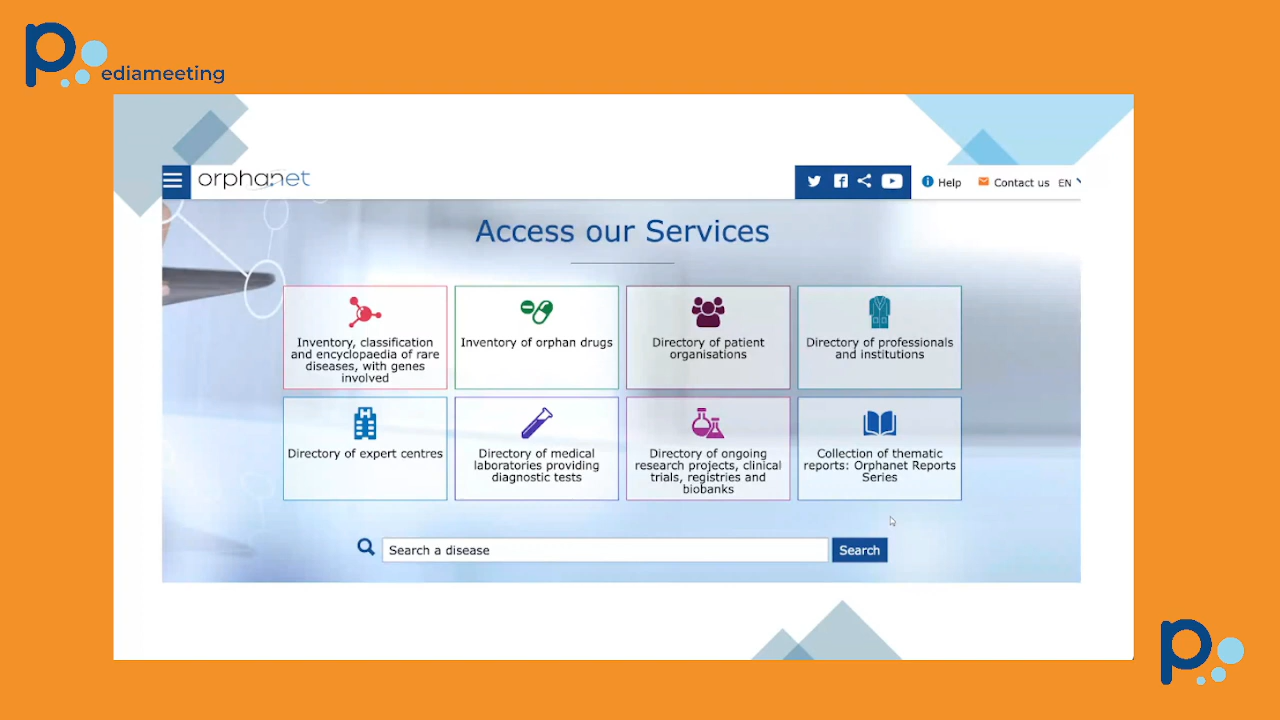 pediameeting
orphanet
Help
Contact us
EN
Access our Services
Inventory, classification
and encyclopaedia of rare
diseases, with genes
involved
Inventory of orphan drugs
Directory of patient
organisations
Directory of professionals
and institutions
Directory of expert centres
Directory of medical
laboratories providing
diagnostic tests
Directory of ongoing
research projects, clinical
trials, registries and
biobanks
Collection of thematic
reports: Orphanet Reports
Series
Search a disease
Search
p